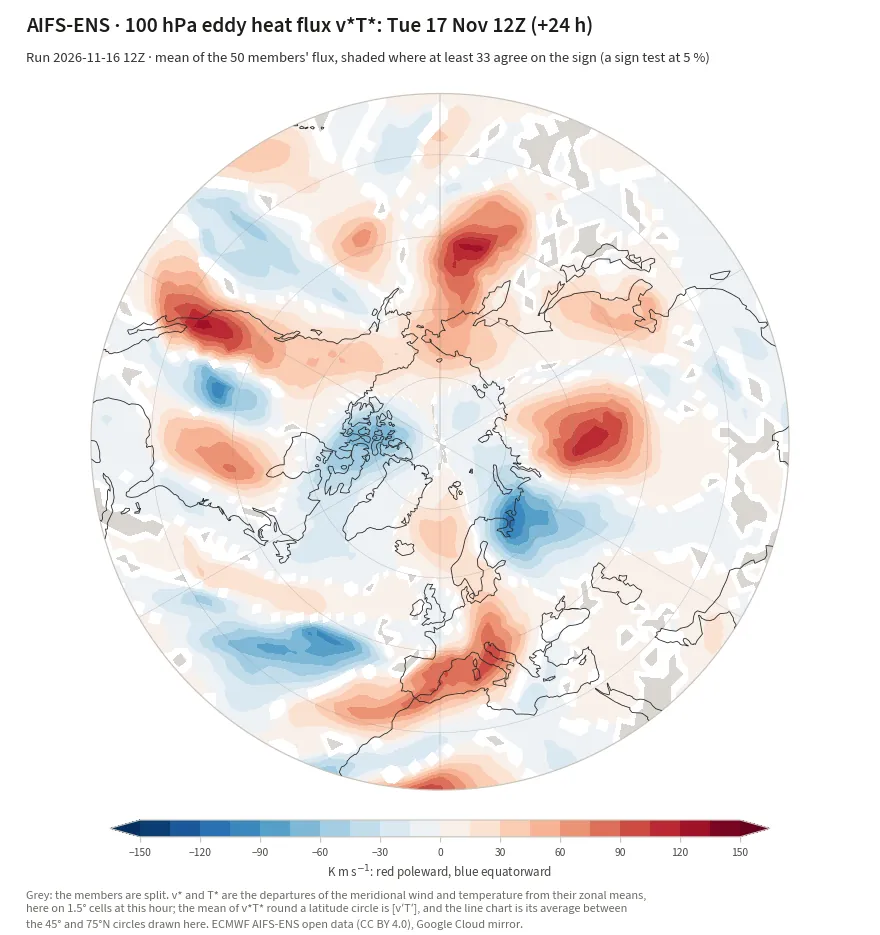 AIFS-ENS · 100 hPa eddy heat flux v*T*: Tue 17 Nov 12Z (+24 h)
Run 2026-11-16 12Z · mean of the 50 members' flux, shaded where at least 33 agree on the sign (a sign test at 5 %)
−150 −120 −90 −60 −30 0 30 60 90 120 150
K m s⁻¹: red poleward, blue equatorward
Grey: the members are split. v* and T* are the departures of the meridional wind and temperature from their zonal means,
here on 1.5° cells at this hour; the mean of v*T* round a latitude circle is [v'T'], and the line chart is its average between
the 45° and 75°N circles drawn here. ECMWF AIFS-ENS open data (CC BY 4.0), Google Cloud mirror.